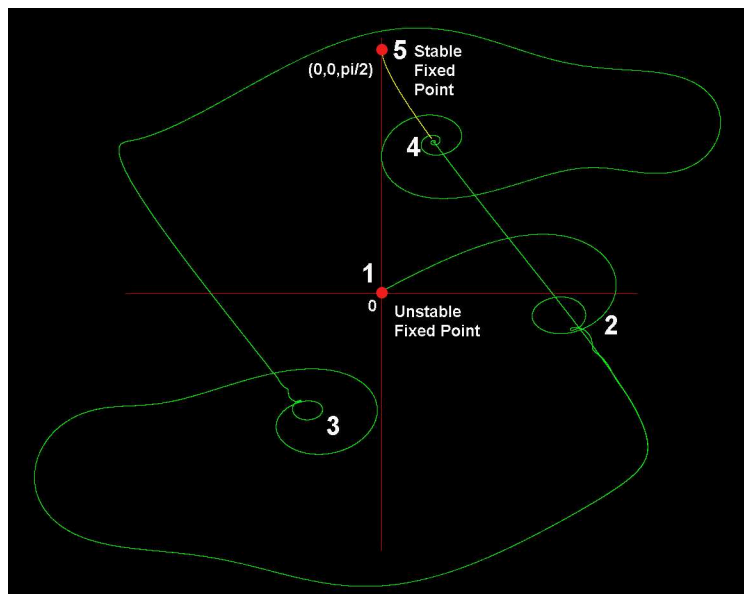 5 Stable
Fixed
Point
(0,0,pi/2)
4
1
0
Unstable
Fixed Point
2
3